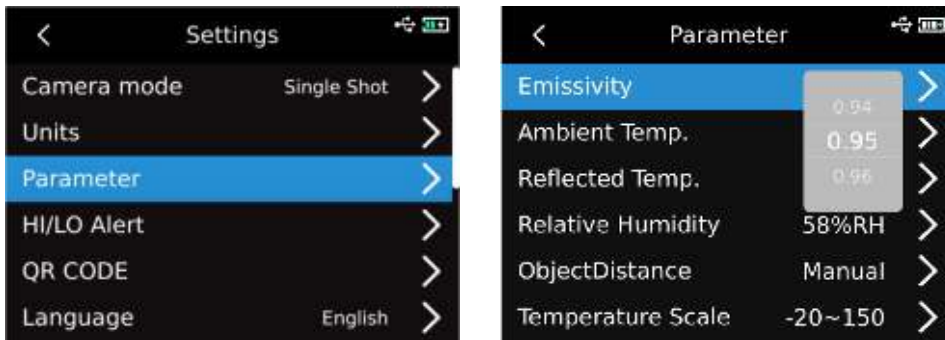 Settings
Camera mode Single Shot
Units
Parameter
HI/LO Alert
QR CODE
Language English
Parameter
Emissivity
0.94
Ambient Temp. 0.95
Reflected Temp. 0.96
Relative Humidity 58%RH
ObjectDistance Manual
Temperature Scale -20~150